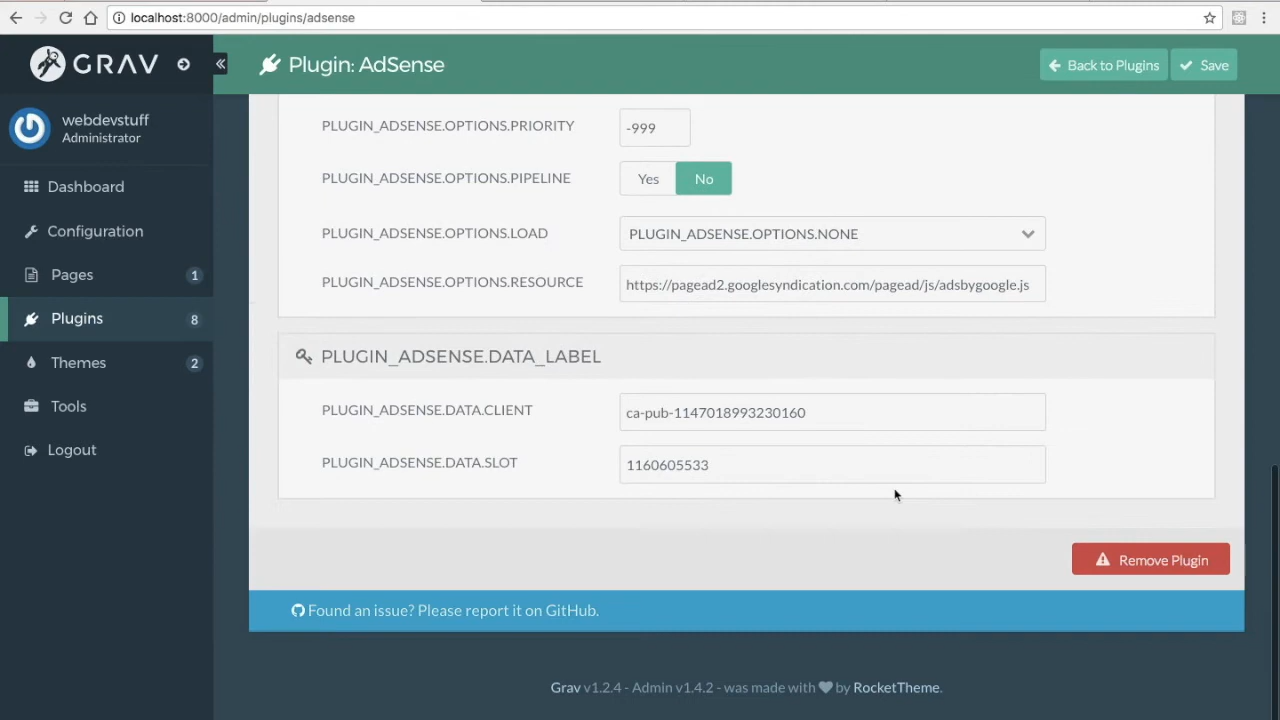 localhost:8000/admin/plugins/adsense
GRAV
Plugin: AdSense
Back to Plugins
Save
webdevstuff
Administrator
Dashboard
Configuration
Pages 1
Plugins 8
Themes 2
Tools
Logout
PLUGIN_ADSENSE.OPTIONS.PRIORITY -999
PLUGIN_ADSENSE.OPTIONS.PIPELINE Yes No
PLUGIN_ADSENSE.OPTIONS.LOAD PLUGIN_ADSENSE.OPTIONS.NONE
PLUGIN_ADSENSE.OPTIONS.RESOURCE https://pagead2.googlesyndication.com/pagead/js/adsbygoogle.js
PLUGIN_ADSENSE.DATA_LABEL
PLUGIN_ADSENSE.DATA.CLIENT ca-pub-1147018993230160
PLUGIN_ADSENSE.DATA.SLOT 1160605533
Remove Plugin
Found an issue? Please report it on GitHub.
Grav v1.2.4 - Admin v1.4.2 - was made with by RocketTheme.